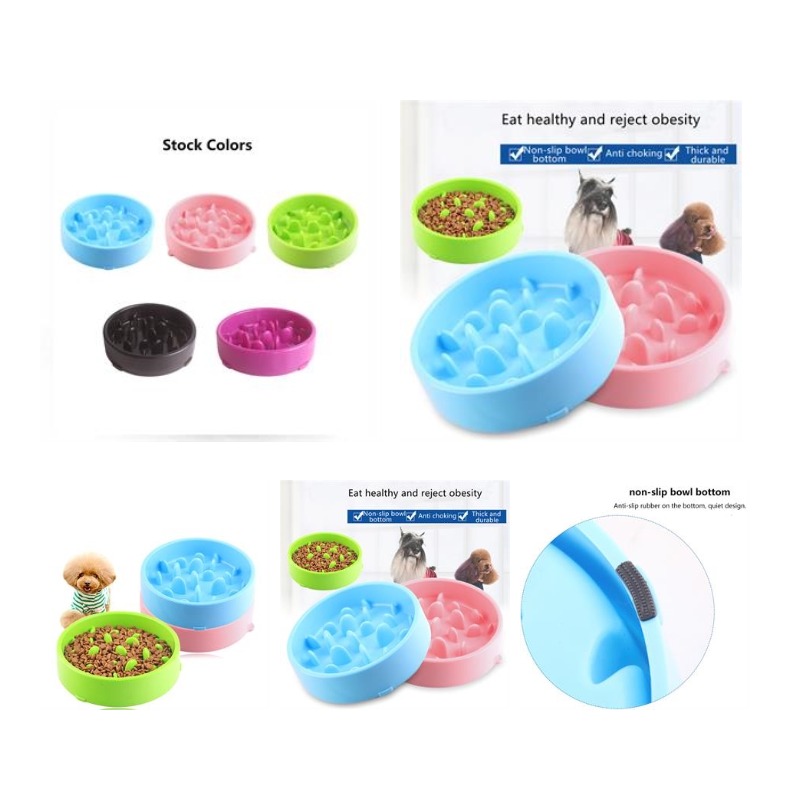 Stock Colors
Eat healthy and reject obesity
Non-slip bowl bottom
Anti choking
Thick and durable
Eat healthy and reject obesity
Non-slip bowl bottom
Anti choking
Thick and durable
non-slip bowl bottom
Anti-slip rubber on the bottom, quiet design.